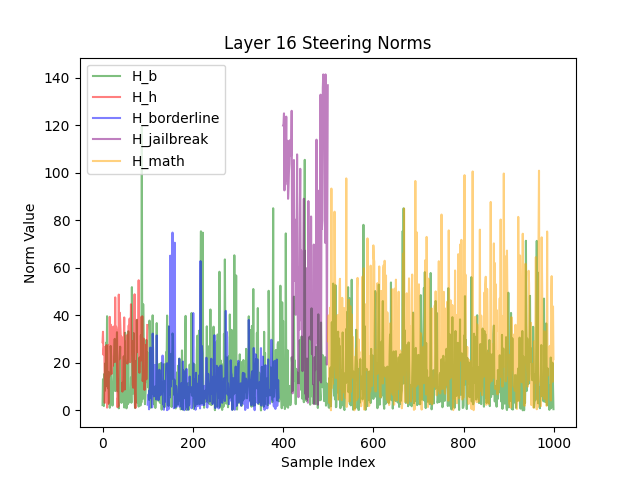 Layer 16 Steering Norms
Norm Value
140
120
100
80
60
40
20
0
H_b
H_h
H_borderline
H_jailbreak
H_math
0
200
400
600
800
1000
Sample Index